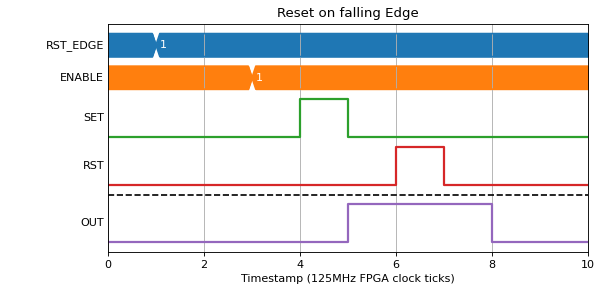 Reset on falling Edge
RST_EDGE 1
ENABLE 1
SET
RST
OUT
0 2 4 6 8 10
Timestamp (125MHz FPGA clock ticks)